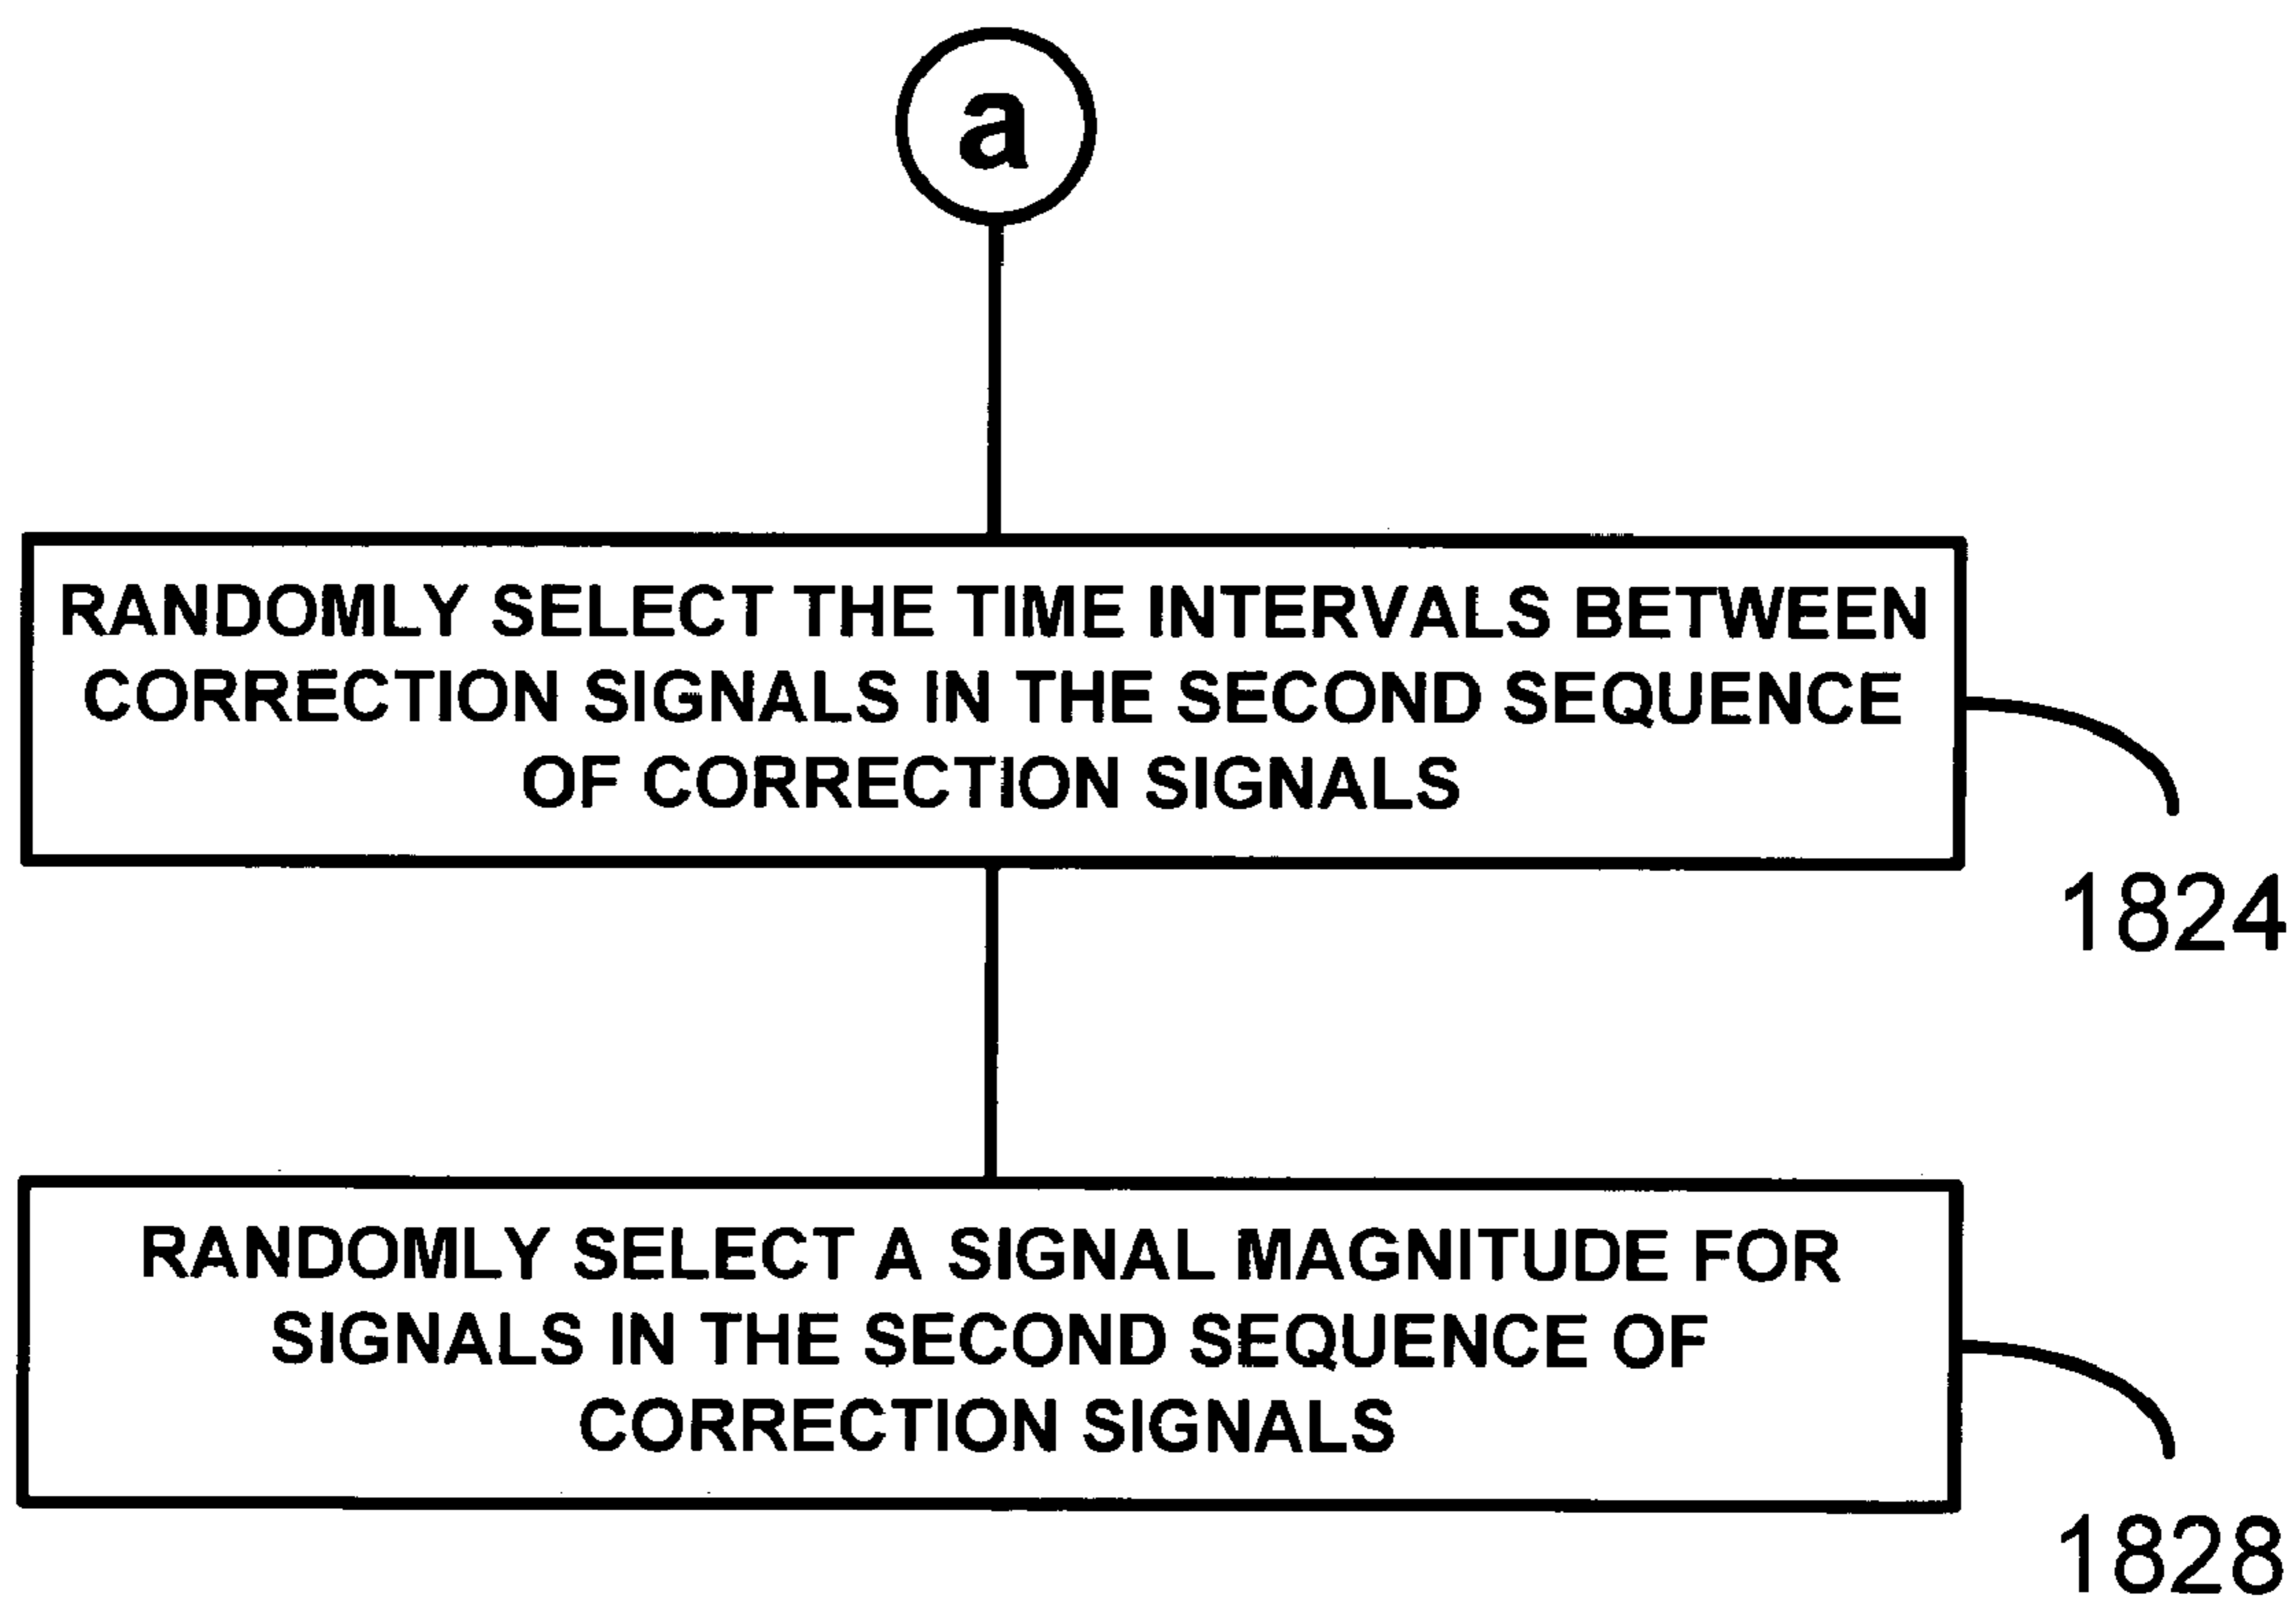 a
RANDOMLY SELECT THE TIME INTERVALS BETWEEN
CORRECTION SIGNALS IN THE SECOND SEQUENCE
OF CORRECTION SIGNALS
1824
RANDOMLY SELECT A SIGNAL MAGNITUDE FOR
SIGNALS IN THE SECOND SEQUENCE OF
CORRECTION SIGNALS
1828